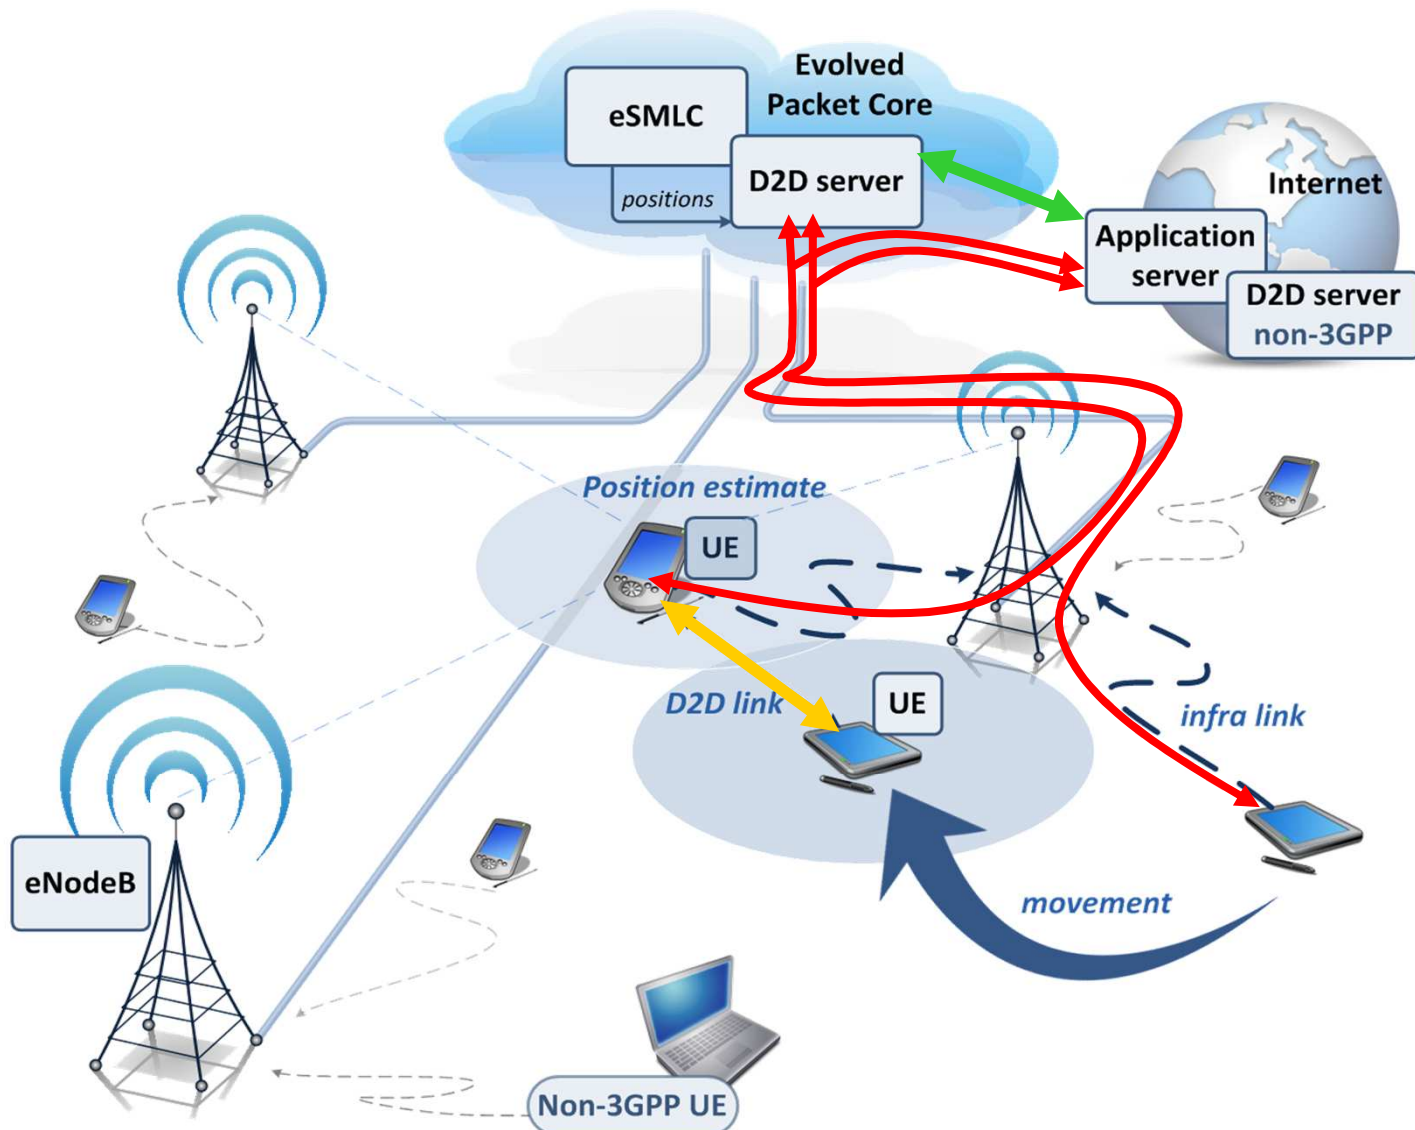 Evolved
Packet Core
eSMLC
D2D server
positions
Internet
Application
server
D2D server
non-3GPP
Position estimate
UE
D2D link
UE
infra link
eNodeB
movement
Non-3GPP UE